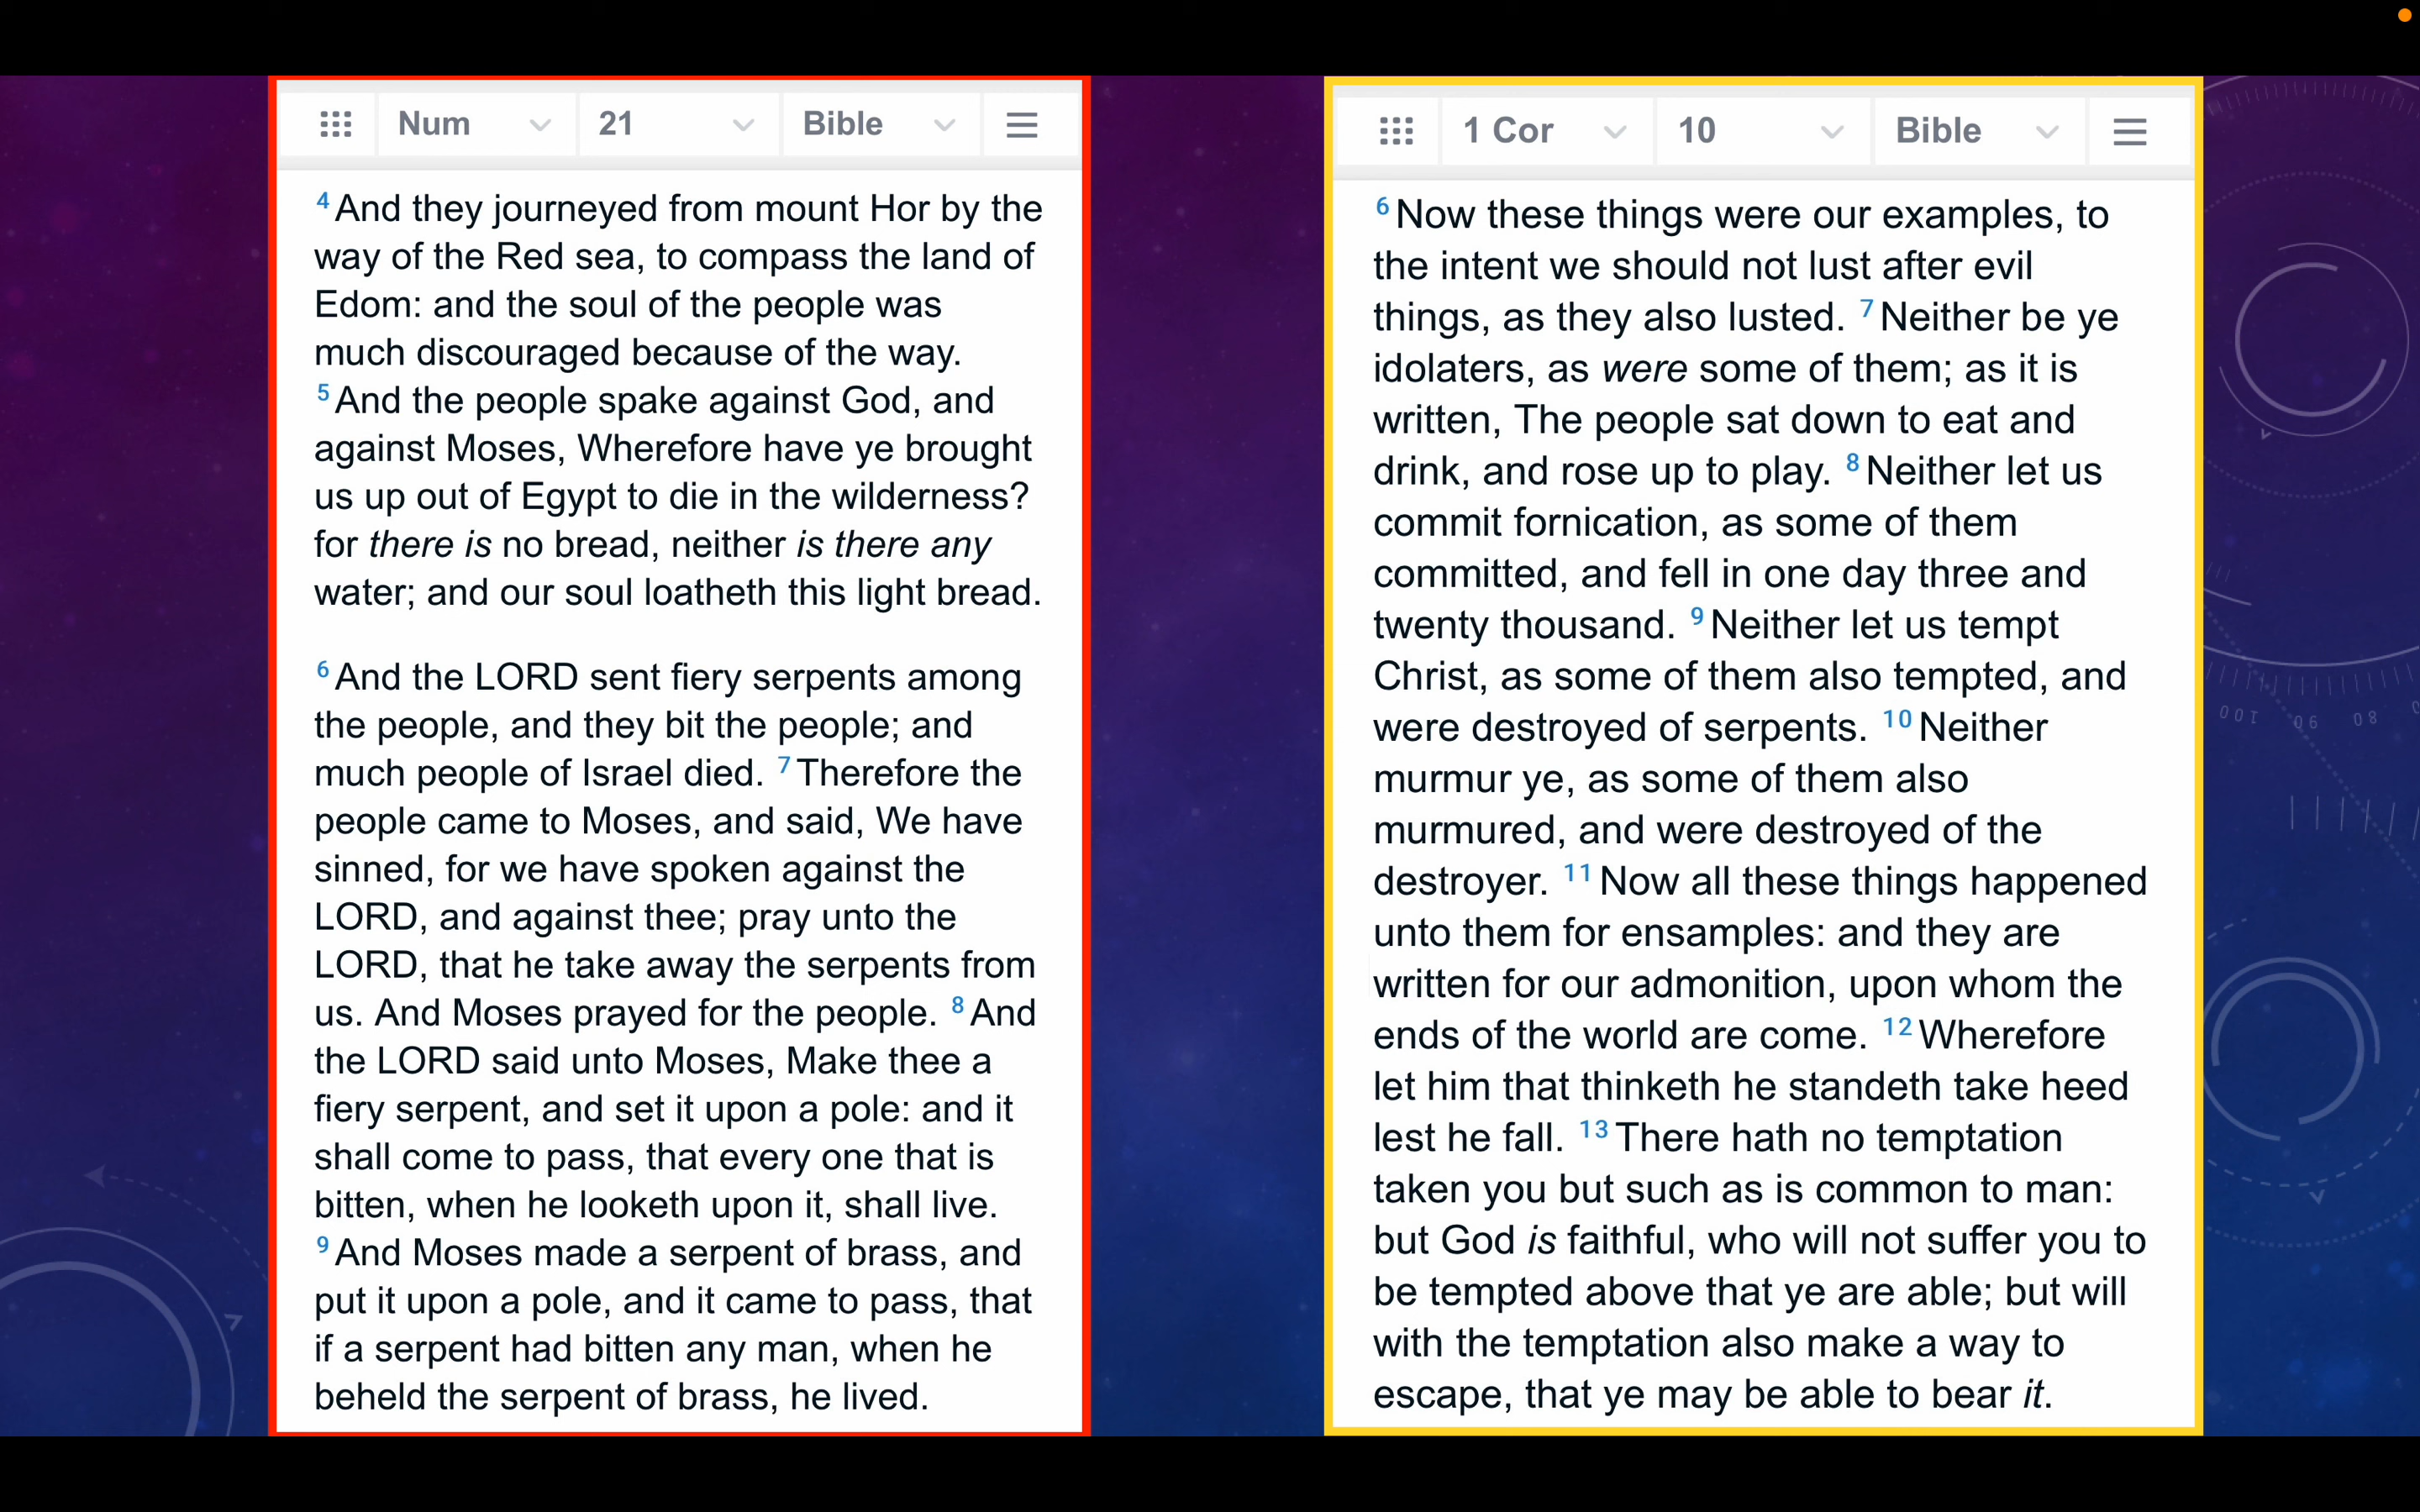 Num 21 Bible
4 And they journeyed from mount Hor by the
way of the Red sea, to compass the land of
Edom: and the soul of the people was
much discouraged because of the way.
5 And the people spake against God, and
against Moses, Wherefore have ye brought
us up out of Egypt to die in the wilderness?
for there is no bread, neither is there any
water; and our soul loatheth this light bread.
6 And the LORD sent fiery serpents among
the people, and they bit the people; and
much people of Israel died. 7 Therefore the
people came to Moses, and said, We have
sinned, for we have spoken against the
LORD, and against thee; pray unto the
LORD, that he take away the serpents from
us. And Moses prayed for the people. 8 And
the LORD said unto Moses, Make thee a
fiery serpent, and set it upon a pole: and it
shall come to pass, that every one that is
bitten, when he looketh upon it, shall live.
9 And Moses made a serpent of brass, and
put it upon a pole, and it came to pass, that
if a serpent had bitten any man, when he
beheld the serpent of brass, he lived.
1 Cor 10 Bible
6 Now these things were our examples, to
the intent we should not lust after evil
things, as they also lusted. 7 Neither be ye
idolaters, as were some of them; as it is
written, The people sat down to eat and
drink, and rose up to play. 8 Neither let us
commit fornication, as some of them
committed, and fell in one day three and
twenty thousand. 9 Neither let us tempt
Christ, as some of them also tempted, and
were destroyed of serpents. 10 Neither
murmur ye, as some of them also
murmured, and were destroyed of the
destroyer. 11 Now all these things happened
unto them for ensamples: and they are
written for our admonition, upon whom the
ends of the world are come. 12 Wherefore
let him that thinketh he standeth take heed
lest he fall. 13 There hath no temptation
taken you but such as is common to man:
but God is faithful, who will not suffer you to
be tempted above that ye are able; but will
with the temptation also make a way to
escape, that ye may be able to bear it.
100 90 80